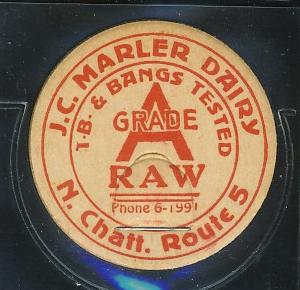 J.C. MARLER DAIRY
T.B. & BANGS TESTED
GRADE
A
RAW
Phone 6-1991
N. Chatt. Route 5